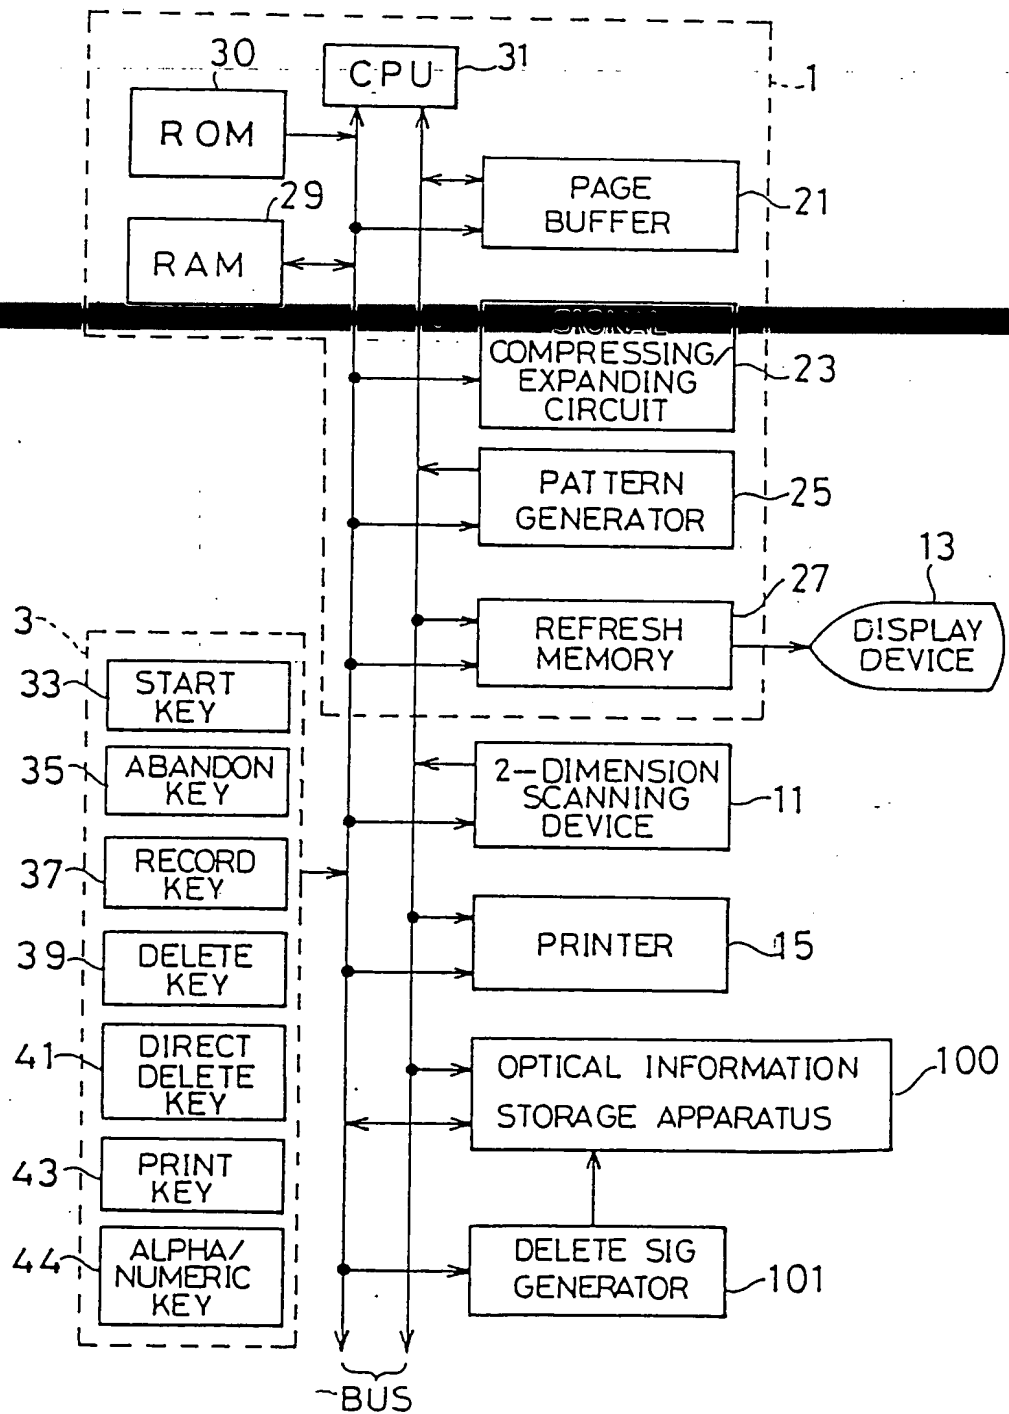 30
CPU
31
1
ROM
PAGE
BUFFER
21
29
RAM
SIGNAL
COMPRESSING/
EXPANDING
CIRCUIT
23
PATTERN
GENERATOR
25
27
13
REFRESH
MEMORY
DISPLAY
DEVICE
3
33
START
KEY
35
ABANDON
KEY
2-DIMENSION
SCANNING
DEVICE
11
37
RECORD
KEY
39
DELETE
KEY
PRINTER
15
41
DIRECT
DELETE
KEY
OPTICAL INFORMATION
STORAGE APPARATUS
100
43
PRINT
KEY
44
ALPHA/
NUMERIC
KEY
DELETE SIG
GENERATOR
101
BUS